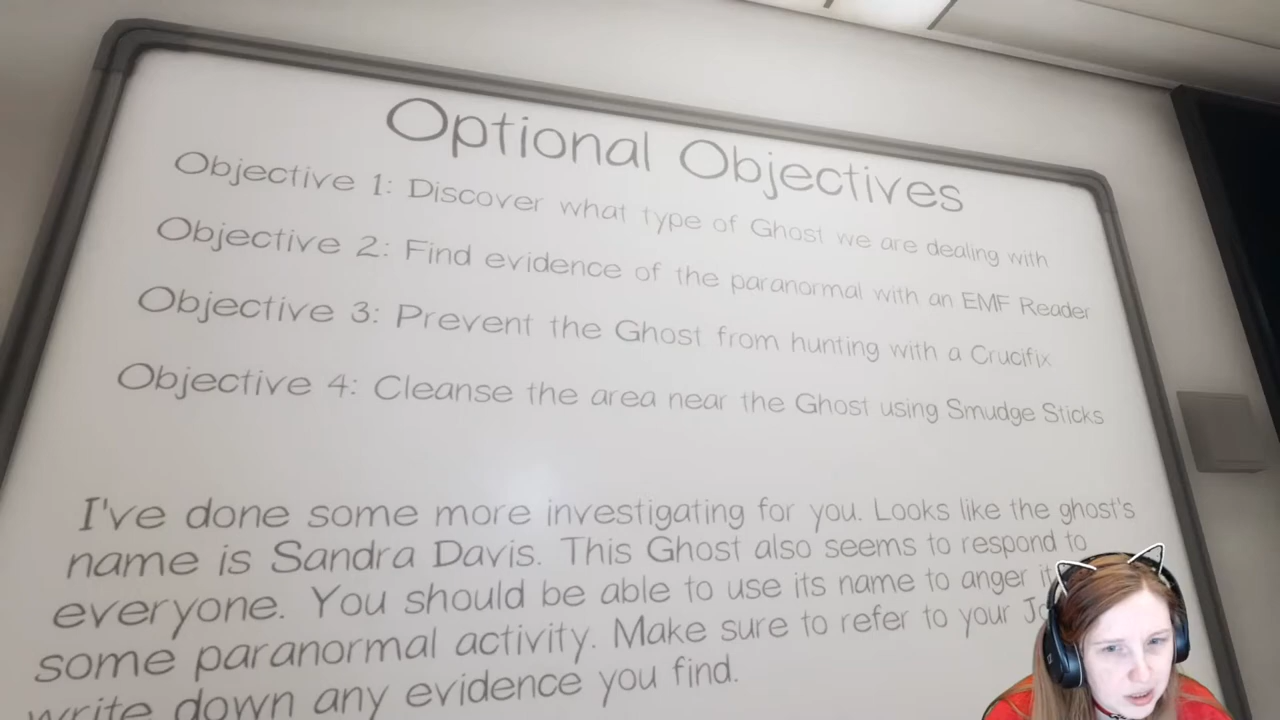 Optional Objectives
Objective 1: Discover what type of Ghost we are dealing with
Objective 2: Find evidence of the paranormal with an EMF Reader
Objective 3: Prevent the Ghost from hunting with a Crucifix
Objective 4: Cleanse the area near the Ghost using Smudge Sticks
I've done some more investigating for you. Looks like the ghost's
name is Sandra Davis. This Ghost also seems to respond to
everyone. You should be able to use its name to anger
some paranormal activity. Make sure to refer to your
write down any evidence you find.